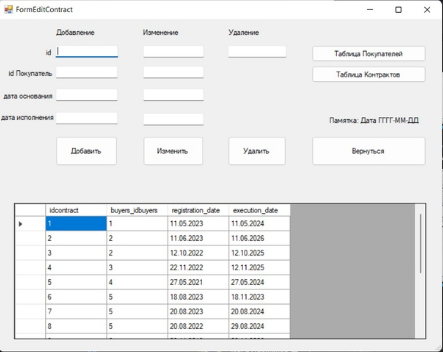 FormEditContract
Добавление Изменение Удаление
id
Таблица Покупателей
id Покупатель
Таблица Контрактов
дата основания
дата исполнения
Памятка: Дата ГГГГ-ММ-ДД
Добавить Изменить Удалить Вернуться
idcontract buyers_idbuyers registration_date execution_date
1 1 11.05.2023 11.05.2024
2 2 11.06.2023 11.06.2026
3 2 12.10.2022 12.10.2025
4 3 22.11.2022 12.11.2025
5 4 27.05.2021 27.05.2024
6 5 18.08.2023 18.11.2023
7 5 20.08.2023 20.08.2024
8 5 20.08.2022 29.08.2024